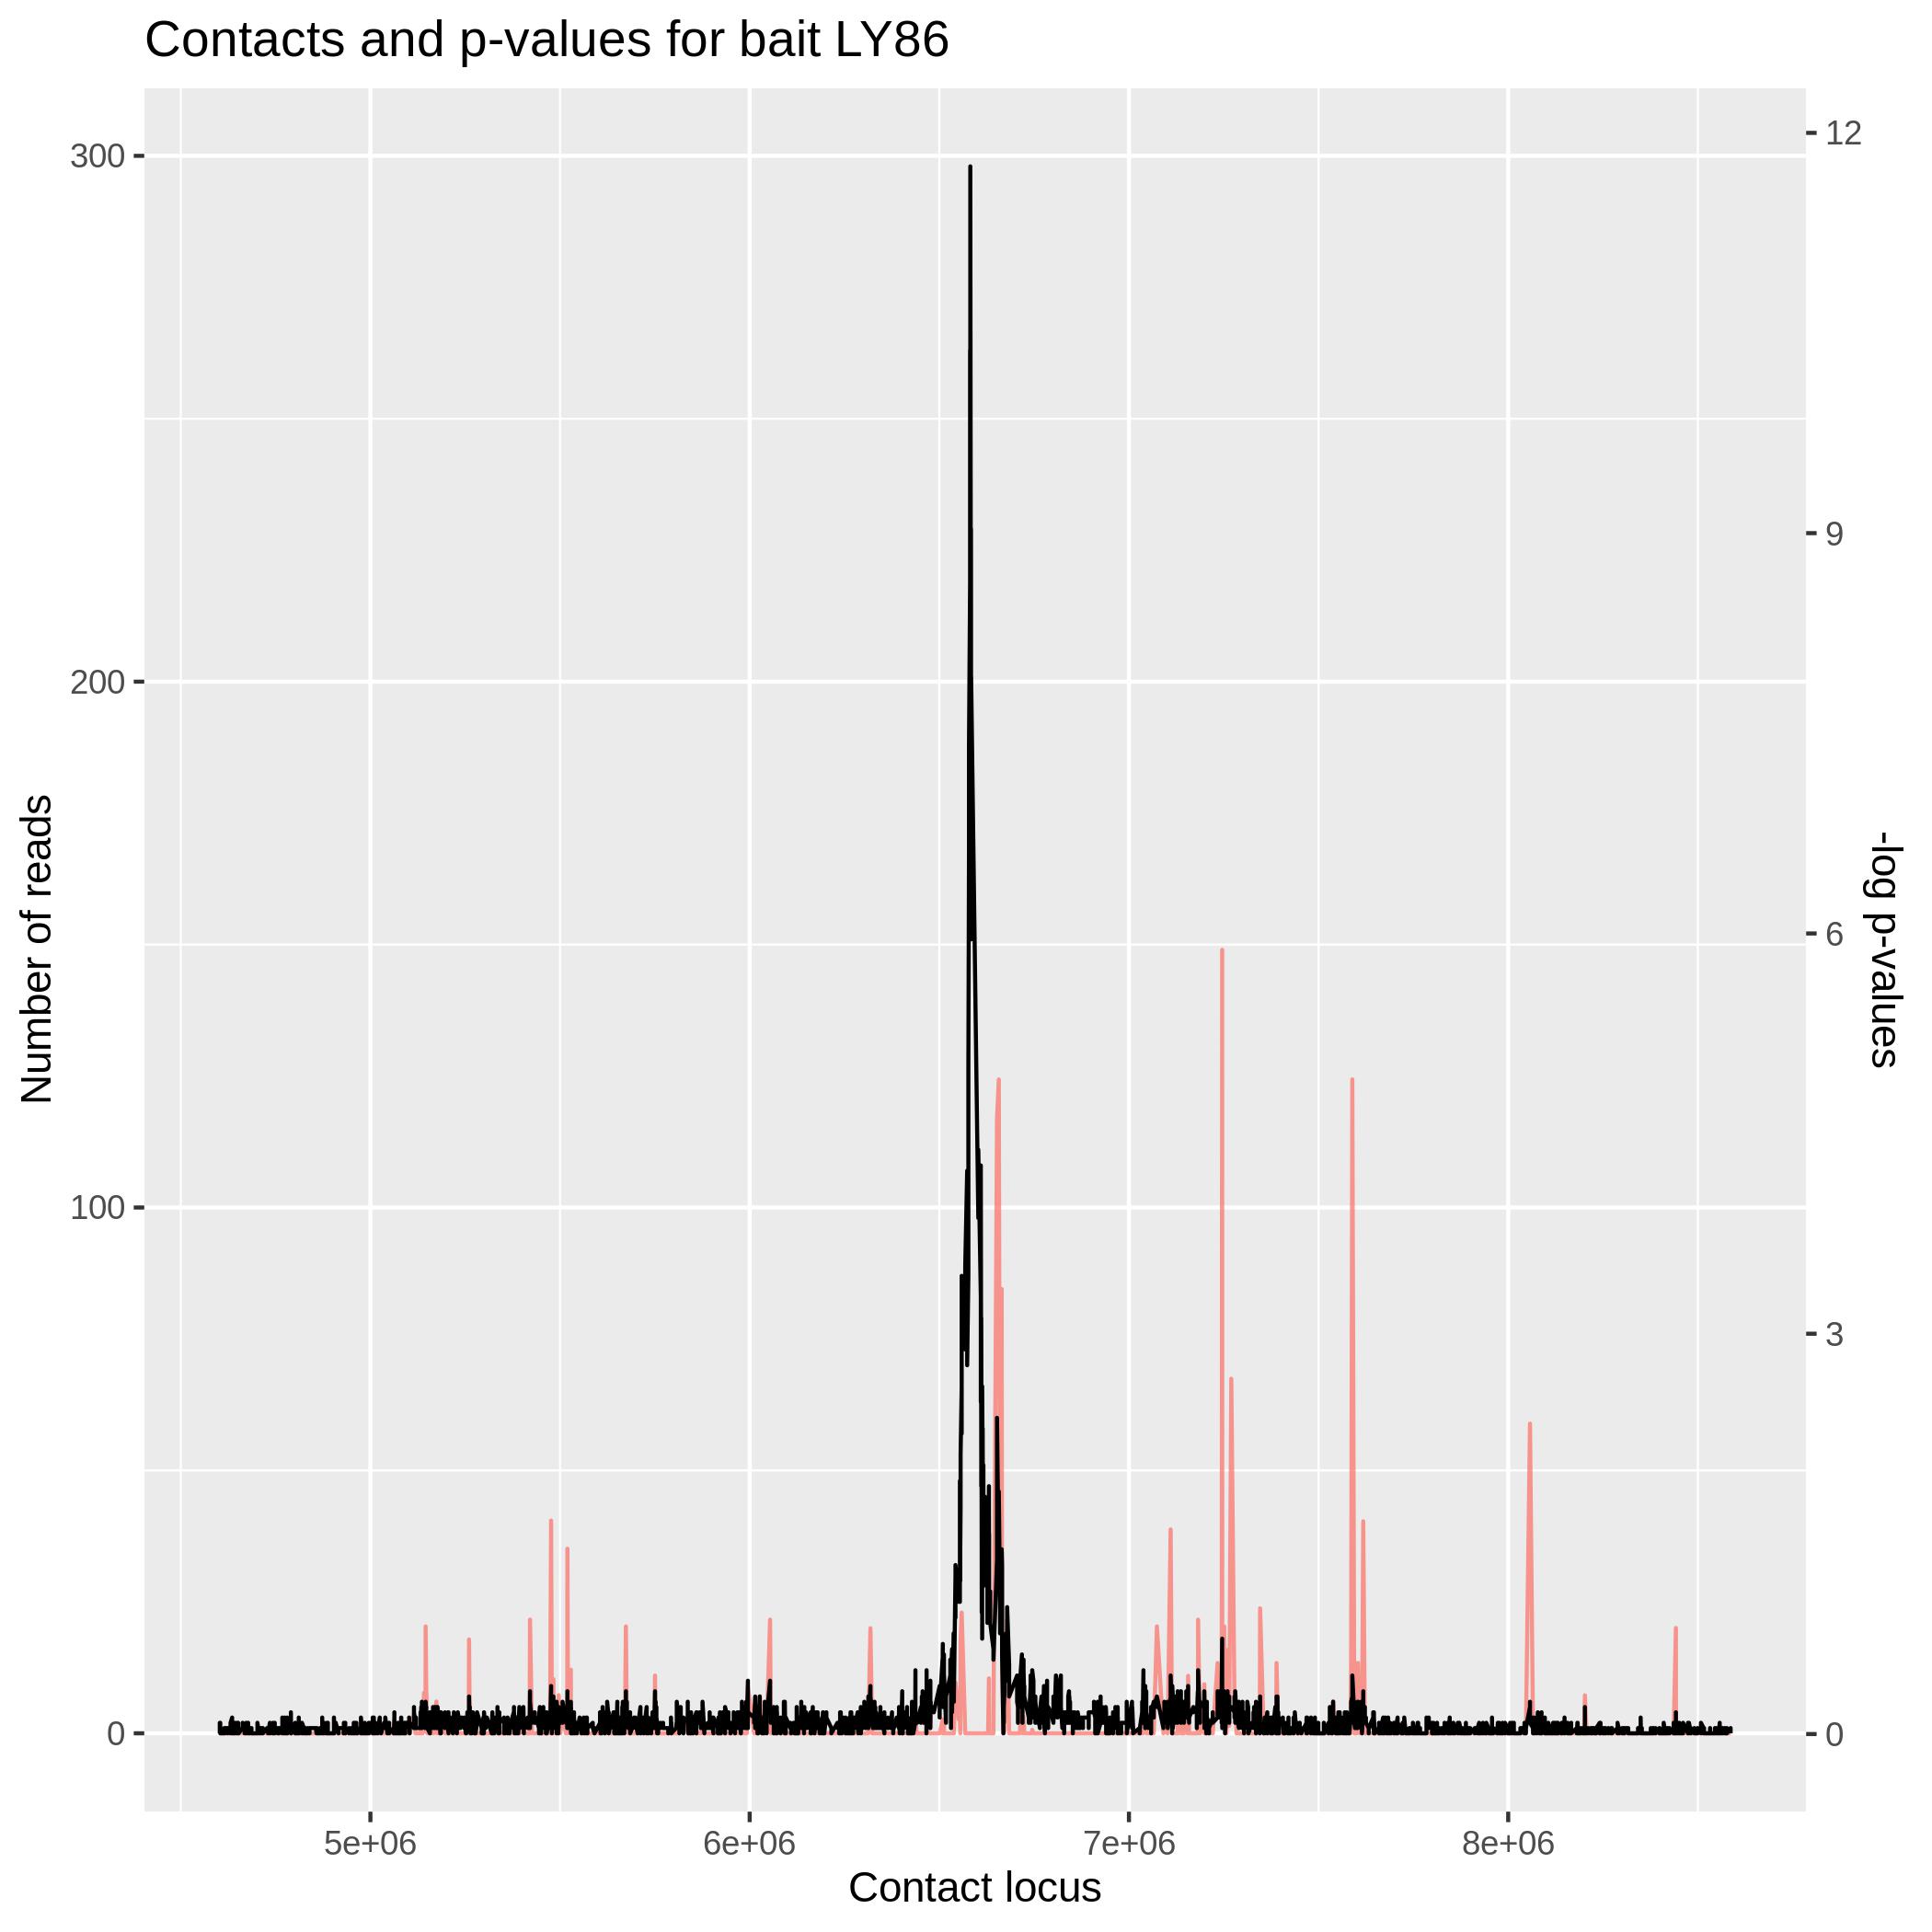 Contacts and p-values for bait LY86
300
200
100
0
12
9
6
3
0
Number of reads
-log p-values
5e+06
6e+06
7e+06
8e+06
Contact locus